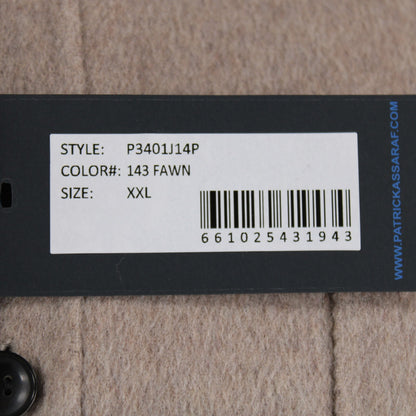 STYLE: P3401J14P
COLOR#: 143 FAWN
SIZE: XXL
661025431943
WWW.PATRICKASSARAF.COM